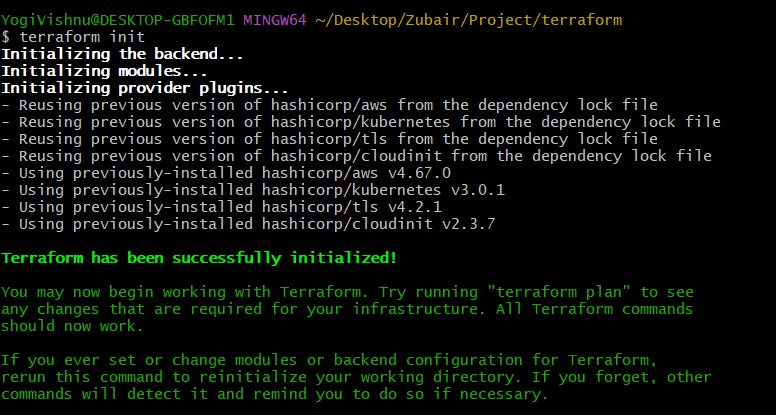 YogiVishnu@DESKTOP-GBFOFM1 MINGW64 ~/Desktop/Zubair/Project/terraform
$ terraform init
Initializing the backend...
Initializing modules...
Initializing provider plugins...
- Reusing previous version of hashicorp/aws from the dependency lock file
- Reusing previous version of hashicorp/kubernetes from the dependency lock file
- Reusing previous version of hashicorp/tls from the dependency lock file
- Reusing previous version of hashicorp/cloudinit from the dependency lock file
- Using previously-installed hashicorp/aws v4.67.0
- Using previously-installed hashicorp/kubernetes v3.0.1
- Using previously-installed hashicorp/tls v4.2.1
- Using previously-installed hashicorp/cloudinit v2.3.7
Terraform has been successfully initialized!
You may now begin working with Terraform. Try running "terraform plan" to see
any changes that are required for your infrastructure. All Terraform commands
should now work.
If you ever set or change modules or backend configuration for Terraform,
rerun this command to reinitialize your working directory. If you forget, other
commands will detect it and remind you to do so if necessary.